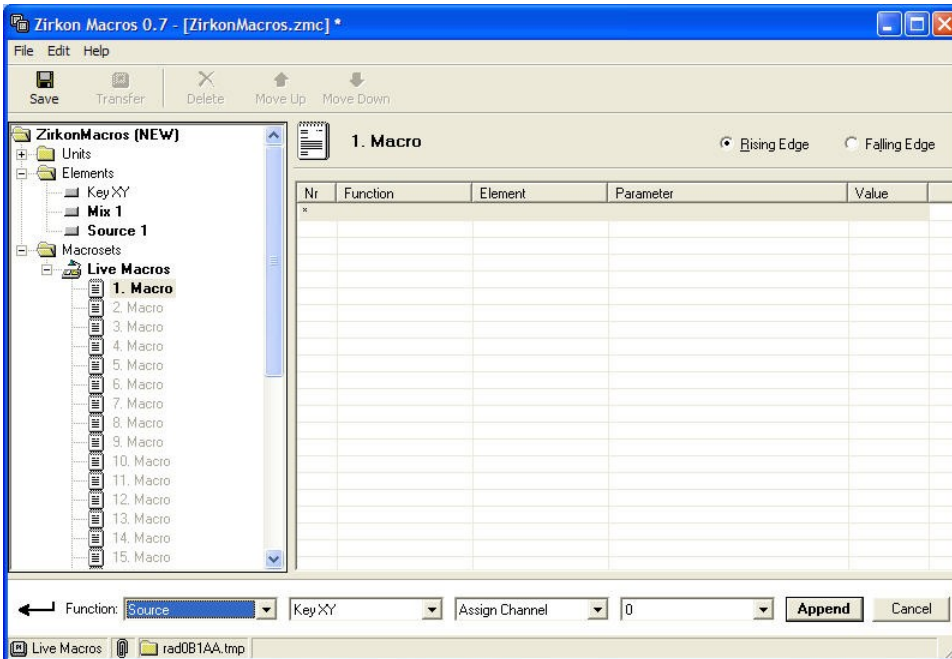 Zirkon Macros 0.7 - [ZirkonMacros.zmc] *
File Edit Help
Save Transfer Delete Move Up Move Down
ZirkonMacros (NEW)
Units
Elements
Key XY
Mix 1
Source 1
Macrosets
Live Macros
1. Macro
2. Macro
3. Macro
4. Macro
5. Macro
6. Macro
7. Macro
8. Macro
9. Macro
10. Macro
11. Macro
12. Macro
13. Macro
14. Macro
15. Macro
1. Macro
Rising Edge Falling Edge
Nr Function Element Parameter Value
*
Function: Source Key XY Assign Channel 0 Append Cancel
Live Macros rad0B1AA.tmp